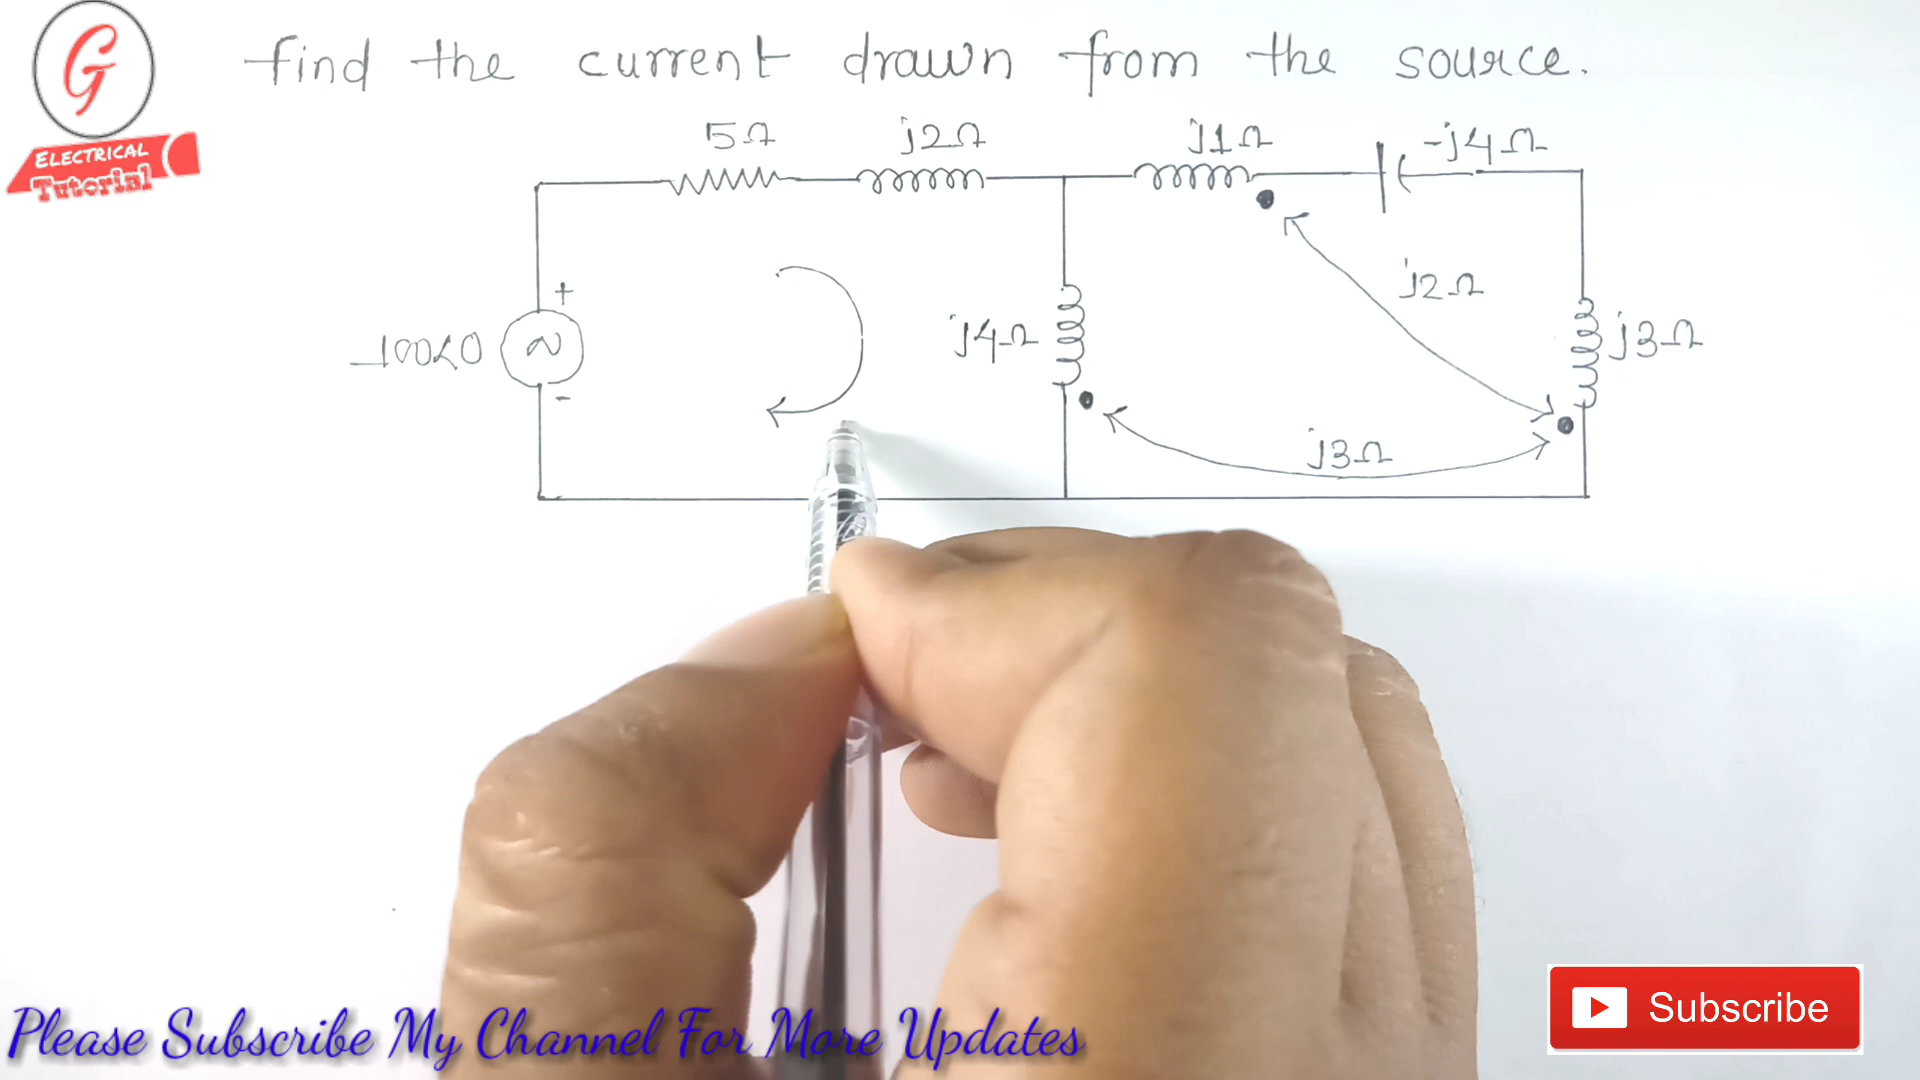 G
find the current drawn from the source.
ELECTRICAL
Tutorial
5Ω j2Ω j1Ω -j4Ω
+
100∠0
-
j4Ω
j2Ω
j3Ω
j3Ω
Please Subscribe My Channel For More Updates
Subscribe